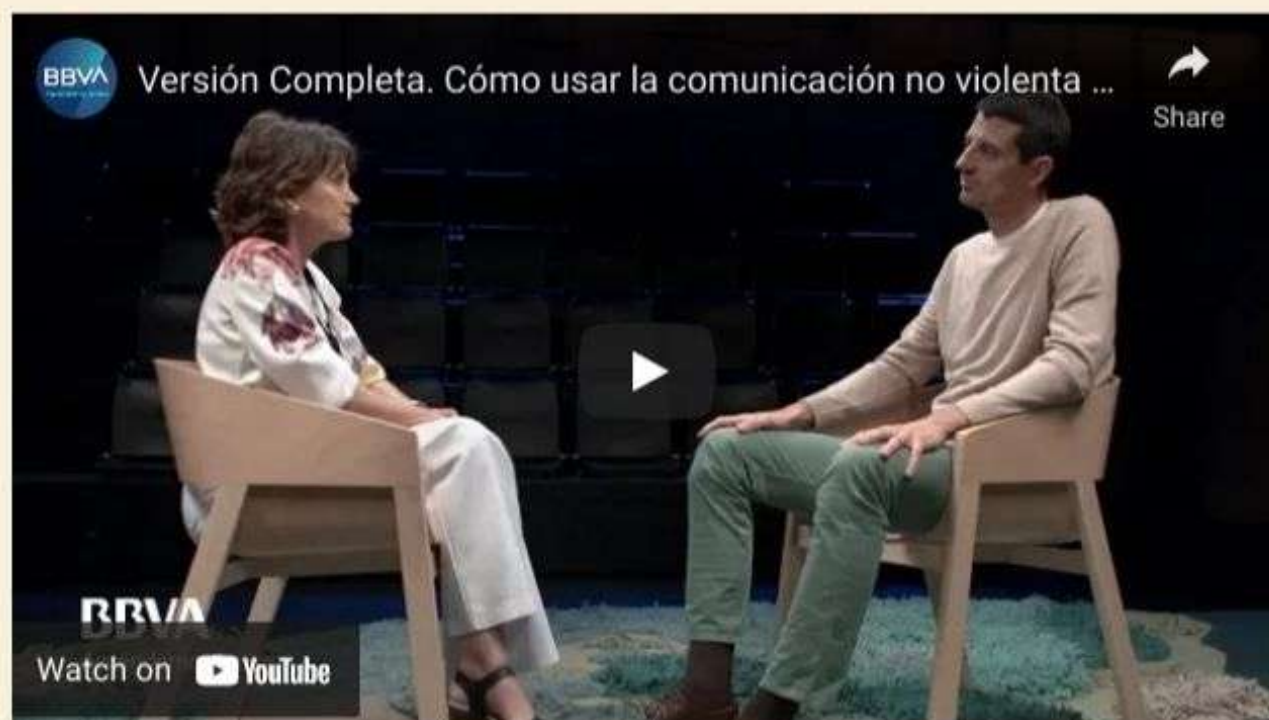 BBVA
Versión Completa. Cómo usar la comunicación no violenta ...
Share
BBVA
Watch on YouTube